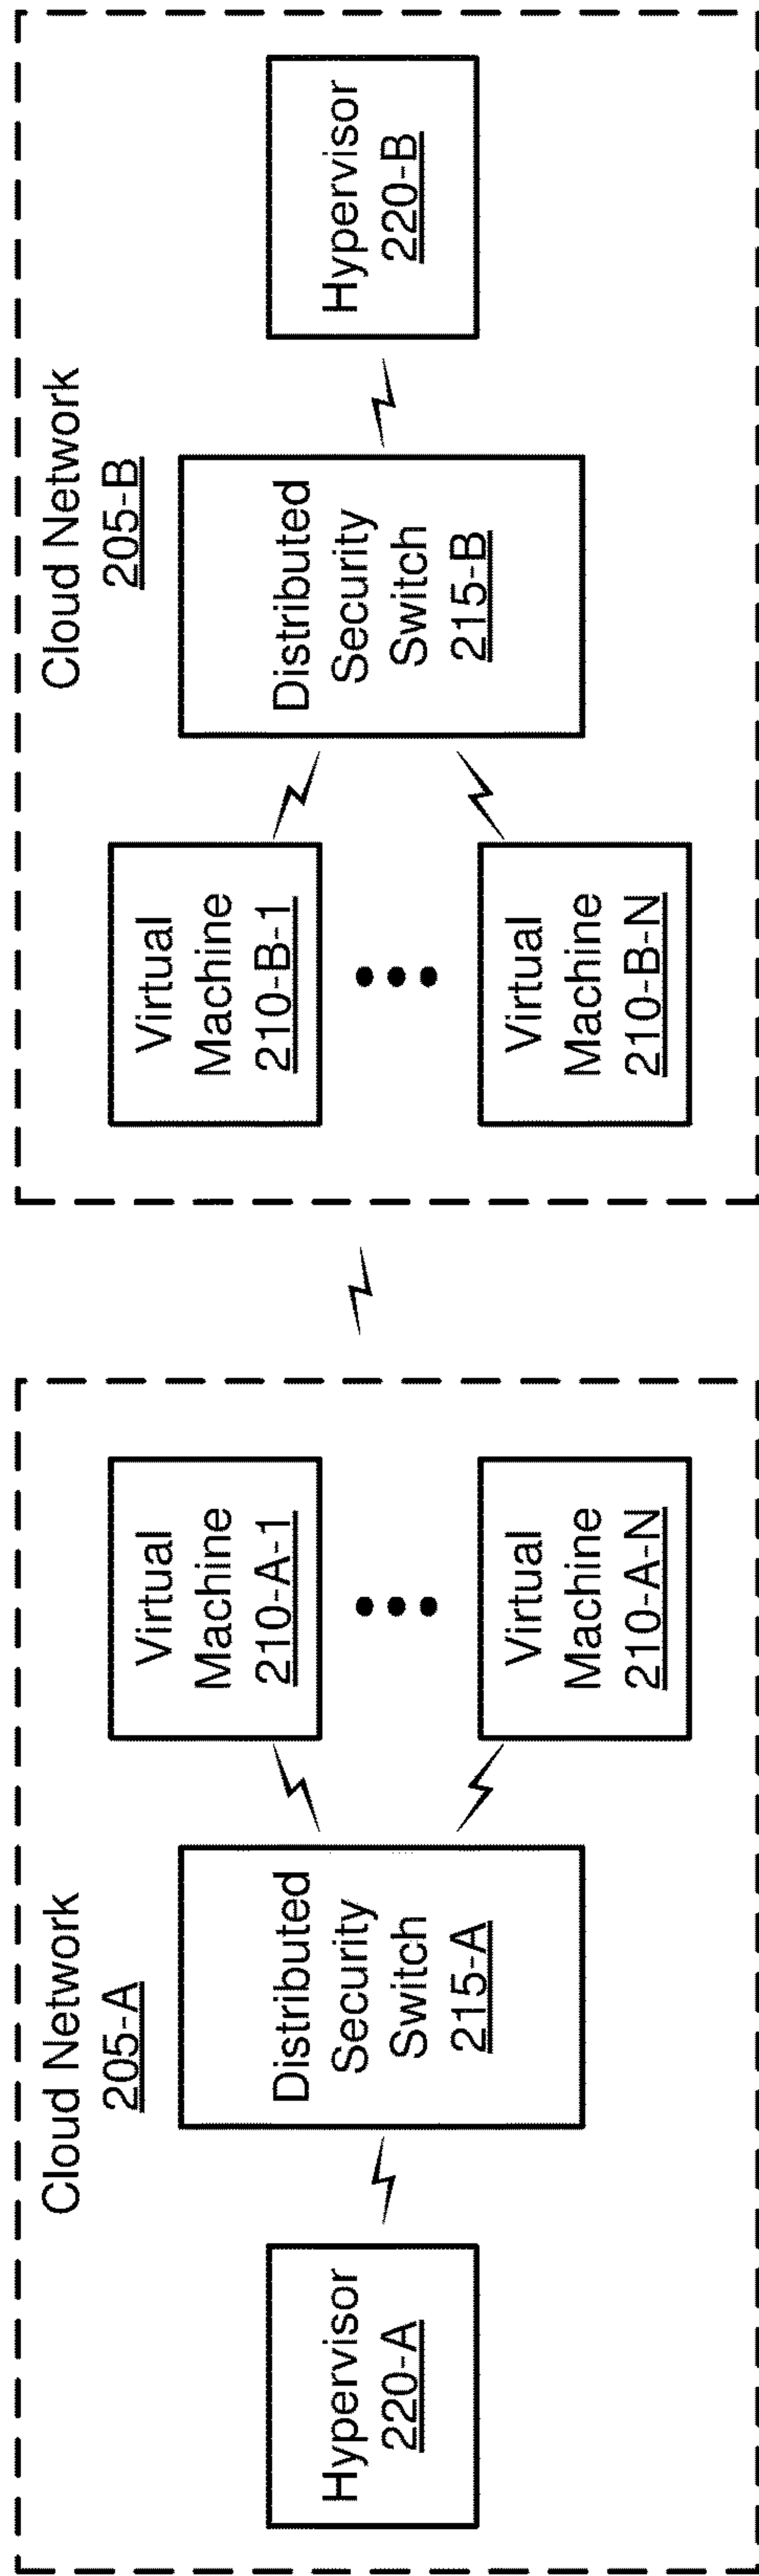 Cloud Network
205-A
Hypervisor
220-A
Distributed
Security
Switch
215-A
Virtual
Machine
210-A-1
Virtual
Machine
210-A-N
Cloud Network
205-B
Virtual
Machine
210-B-1
Virtual
Machine
210-B-N
Distributed
Security
Switch
215-B
Hypervisor
220-B